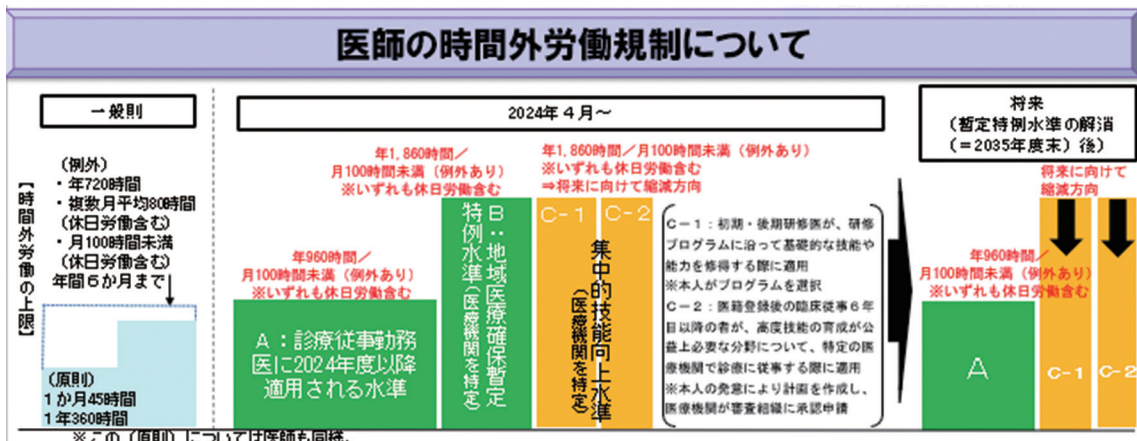 医師の時間外労働規制について
一般則
(例外)
・年720時間
・複数月平均80時間
(休日労働含む)
・月100時間未満
(休日労働含む)
年間6か月まで
【時間外労働の上限】
(原則)
1か月45時間
1年360時間
※この(原則)については医師も同様。
2024年4月~
年960時間/
月100時間未満(例外あり)
※いずれも休日労働含む
A:診療従事勤務
医に2024年度以降
適用される水準
年1,860時間/
月100時間未満(例外あり)
※いずれも休日労働含む
B:地域医療確保暫定
特例水準(医療機関を特定)
年1,860時間/月100時間未満(例外あり)
※いずれも休日労働含む
⇒将来に向けて縮減方向
C-1
C-2
集中的技能向上水準
(医療機関を特定)
C-1:初期・後期研修医が、研修
プログラムに沿って基礎的な技能や
能力を修得する際に適用
※本人がプログラムを選択
C-2:医籍登録後の臨床従事6年
目以降の者が、高度技能の育成が公
益上必要な分野について、特定の医
療機関で診療に従事する際に適用
※本人の発意により計画を作成し、
医療機関が審査組織に承認申請
将来
(暫定特例水準の解消
(=2035年度末)後)
将来に向けて
縮減方向
年960時間/
月100時間未満(例外あり)
※いずれも休日労働含む
A
C-1
C-2